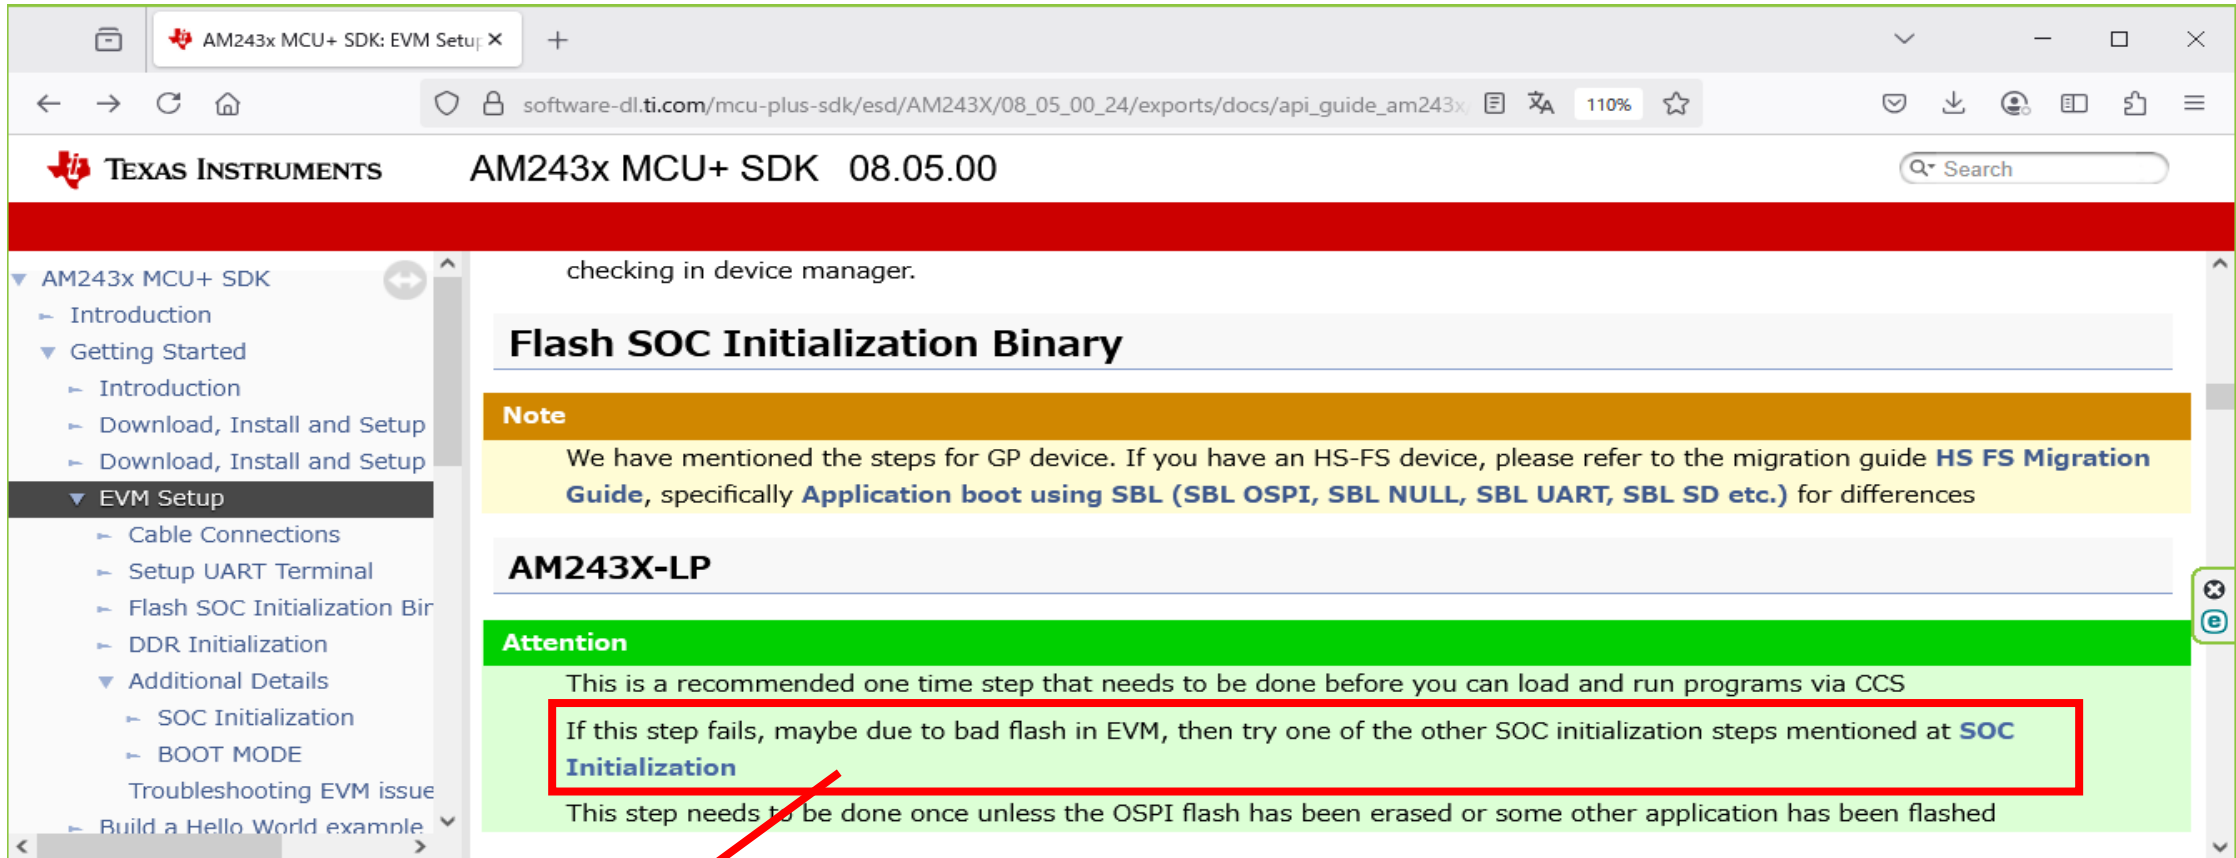 AM243x MCU+ SDK: EVM Setup
software-dl.ti.com/mcu-plus-sdk/esd/AM243X/08_05_00_24/exports/docs/api_guide_am243x/
110%
TEXAS INSTRUMENTS
AM243x MCU+ SDK 08.05.00
Search
AM243x MCU+ SDK
Introduction
Getting Started
Introduction
Download, Install and Setup
Download, Install and Setup
EVM Setup
Cable Connections
Setup UART Terminal
Flash SOC Initialization Bin
DDR Initialization
Additional Details
SOC Initialization
BOOT MODE
Troubleshooting EVM issue
Build a Hello World example
checking in device manager.
Flash SOC Initialization Binary
Note
We have mentioned the steps for GP device. If you have an HS-FS device, please refer to the migration guide HS FS Migration
Guide, specifically Application boot using SBL (SBL OSPI, SBL NULL, SBL UART, SBL SD etc.) for differences
AM243X-LP
Attention
This is a recommended one time step that needs to be done before you can load and run programs via CCS
If this step fails, maybe due to bad flash in EVM, then try one of the other SOC initialization steps mentioned at SOC
Initialization
This step needs to be done once unless the OSPI flash has been erased or some other application has been flashed